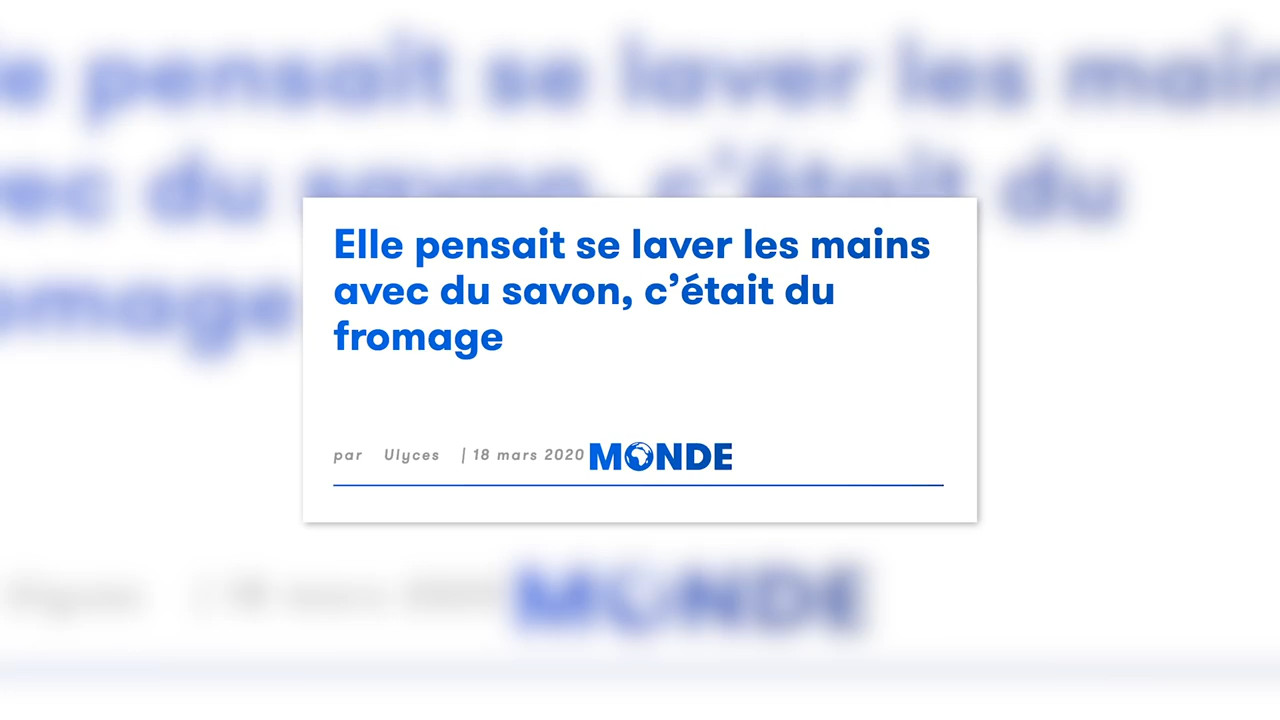 Elle pensait se laver les mains
avec du savon, c’était du
fromage
par Ulyces | 18 mars 2020 MONDE